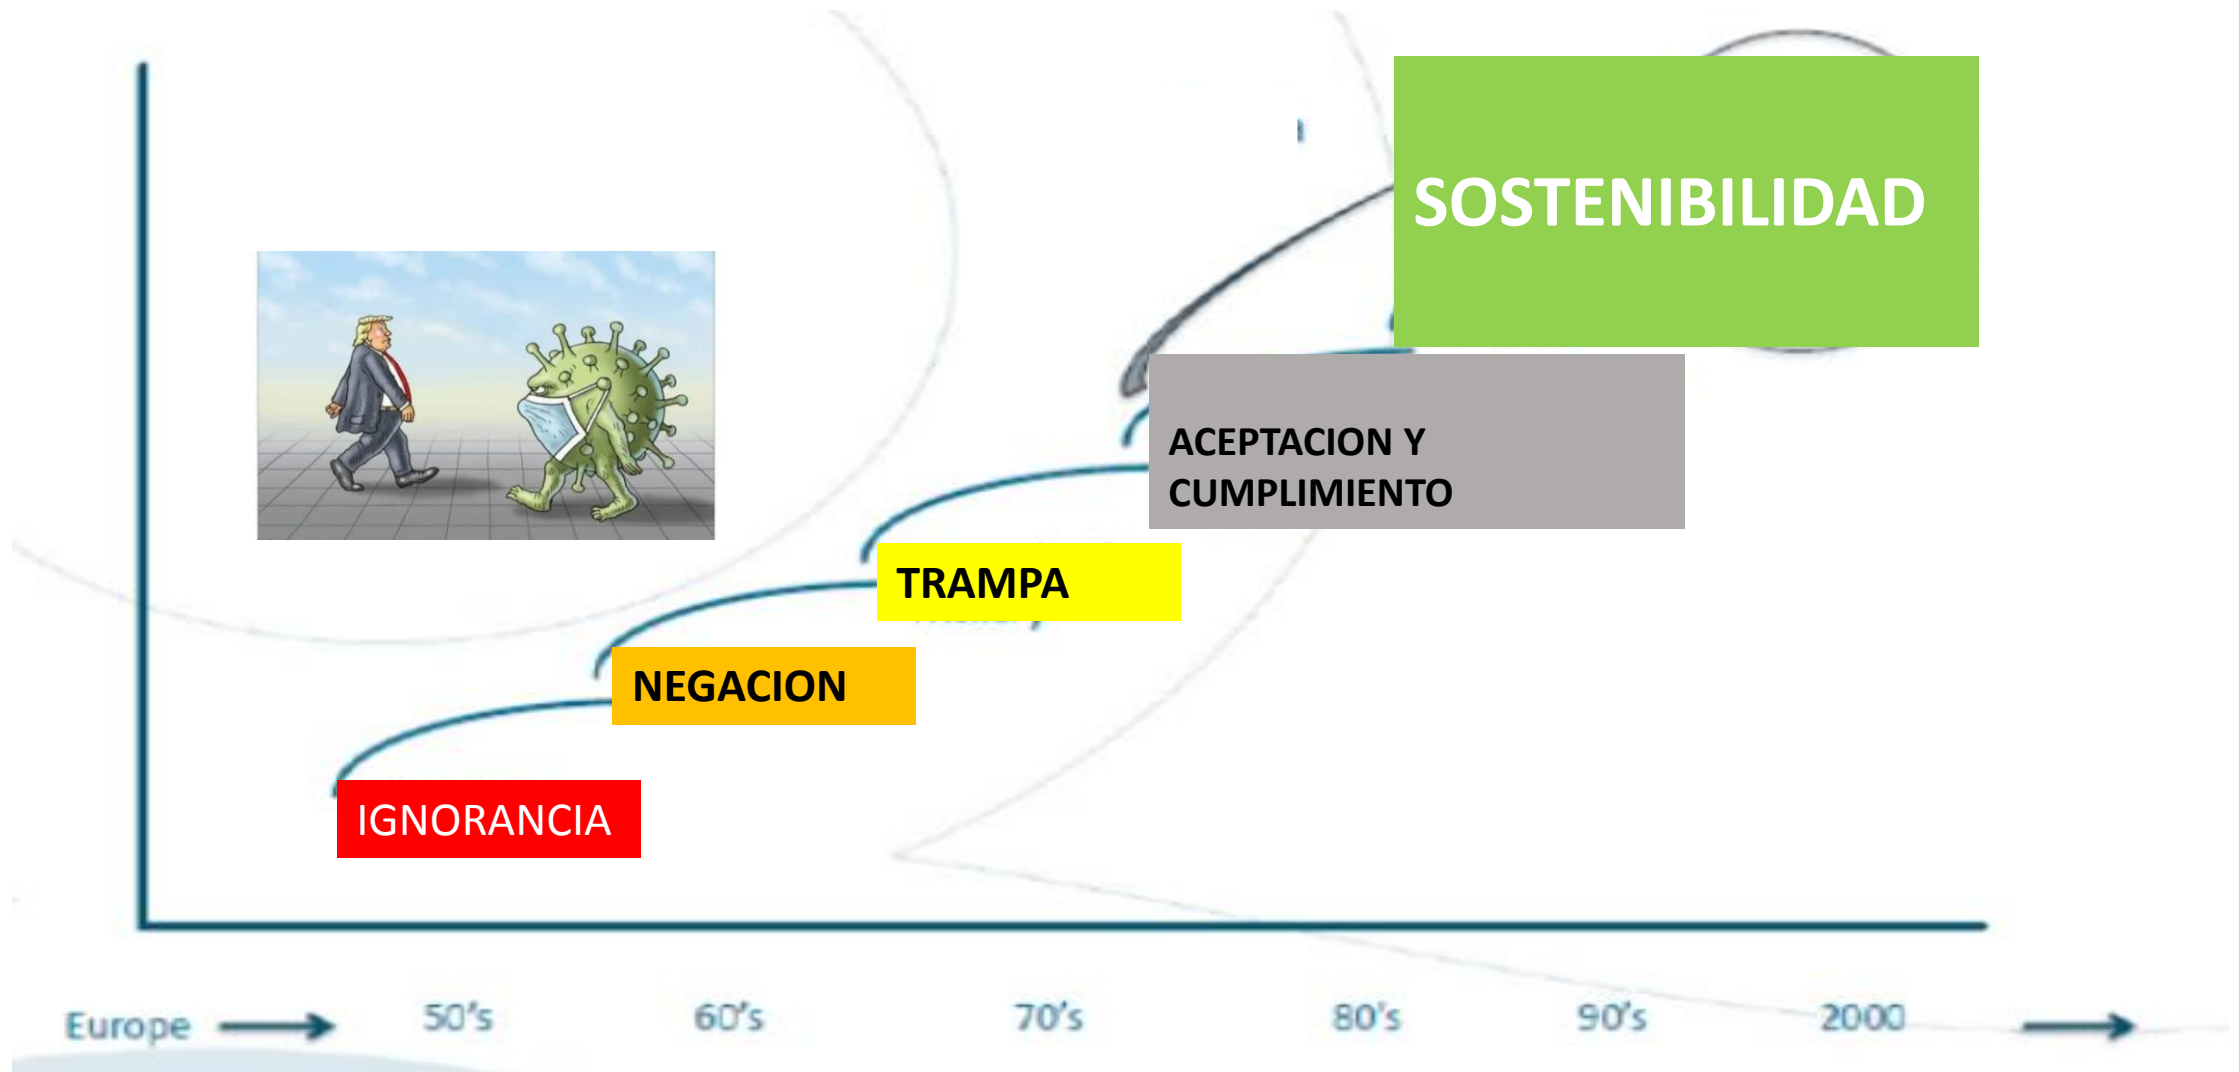 SOSTENIBILIDAD
ACEPTACION Y
CUMPLIMIENTO
TRAMPA
NEGACION
IGNORANCIA
Europe 50's 60's 70's 80's 90's 2000